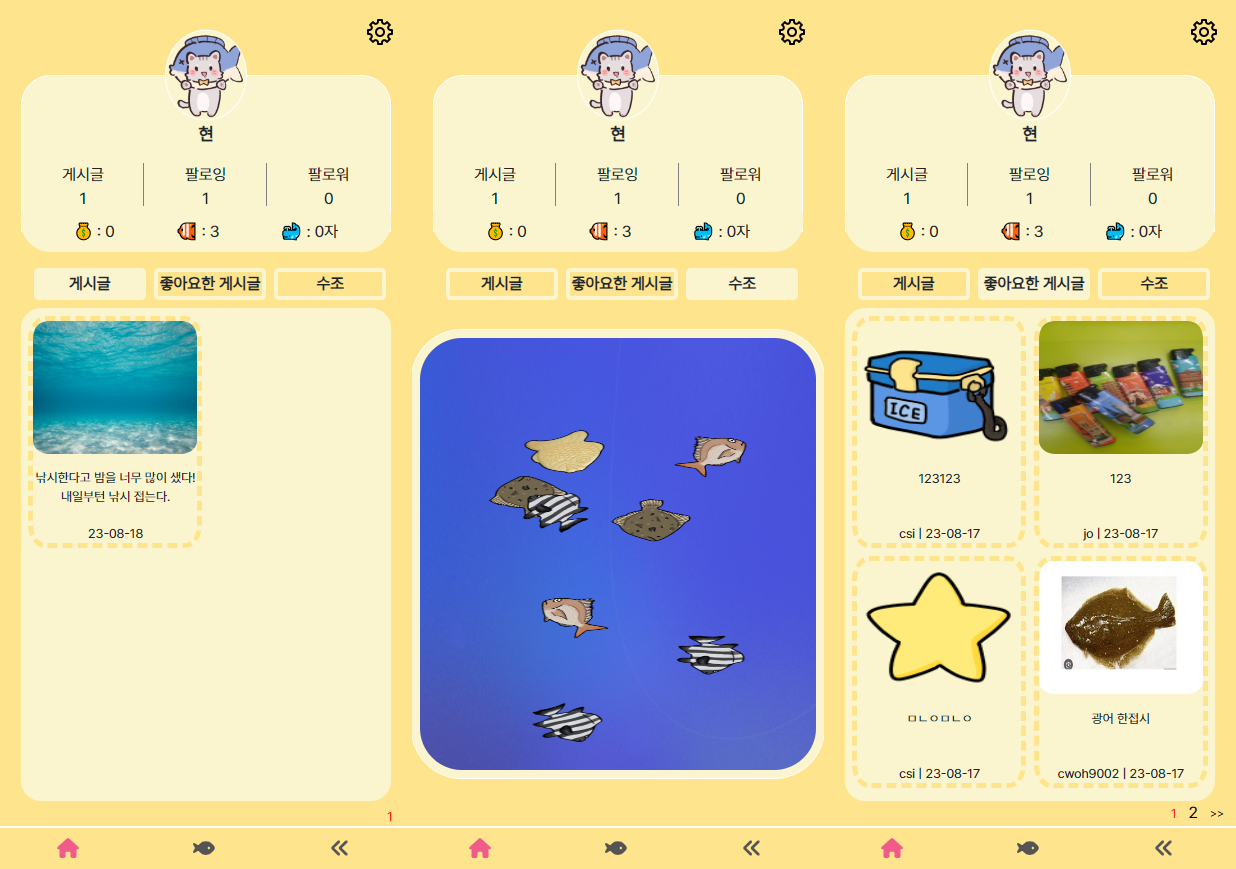 현
게시글 팔로잉 팔로워
1 1 0
: 0 : 3 : 0자
게시글 좋아요한 게시글 수조
낚시한다고 밤을 너무 많이 샜다!
내일부턴 낚시 접는다.
23-08-18
1
현
게시글 팔로잉 팔로워
1 1 0
: 0 : 3 : 0자
게시글 좋아요한 게시글 수조
현
게시글 팔로잉 팔로워
1 1 0
: 0 : 3 : 0자
게시글 좋아요한 게시글 수조
ICE
123123
csi | 23-08-17
123
jo | 23-08-17
ㅁㄴㅇㅁㄴㅇ
csi | 23-08-17
광어 한접시
cwoh9002 | 23-08-17
1 2 >>